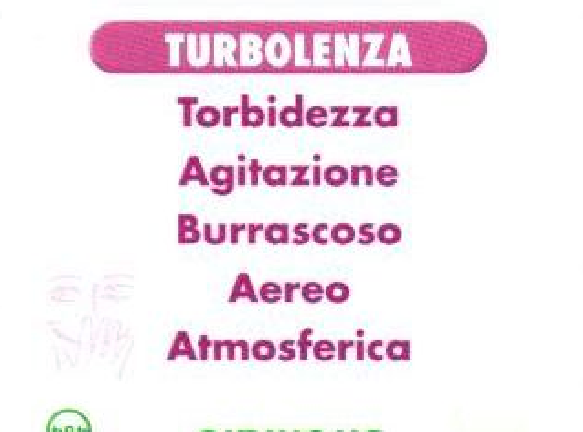 TURBOLENZA
Torbidezza
Agitazione
Burrascoso
Aereo
Atmosferica